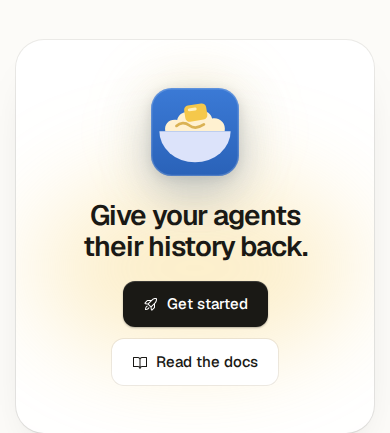 Give your agents
their history back.
Get started
Read the docs